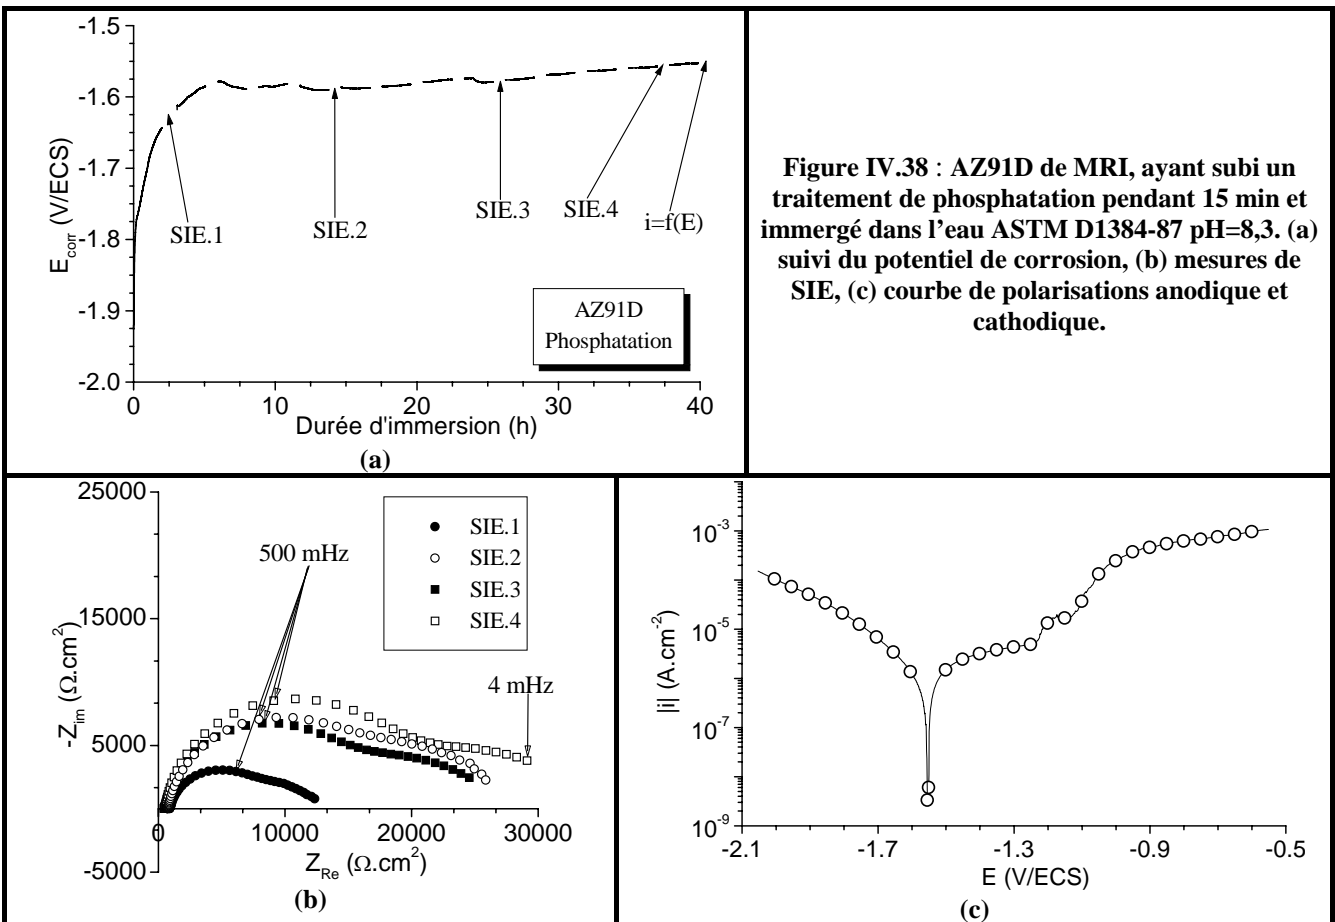 -1.5
-1.6
-1.7
-1.8
-1.9
-2.0
E_corr (V/ECS)
SIE.1
SIE.2
SIE.3
SIE.4
i=f(E)
AZ91D
Phosphatation
0
10
20
30
40
Durée d'immersion (h)
(a)
Figure IV.38 : AZ91D de MRI, ayant subi un
traitement de phosphatation pendant 15 min et
immergé dans l'eau ASTM D1384-87 pH=8,3. (a)
suivi du potentiel de corrosion, (b) mesures de
SIE, (c) courbe de polarisations anodique et
cathodique.
25000
15000
5000
-5000
-Z_im (Ω.cm²)
500 mHz
SIE.1
SIE.2
SIE.3
SIE.4
4 mHz
0
10000
20000
30000
Z_Re (Ω.cm²)
(b)
10⁻³
10⁻⁵
10⁻⁷
10⁻⁹
|i| (A.cm⁻²)
-2.1
-1.7
-1.3
-0.9
-0.5
E (V/ECS)
(c)